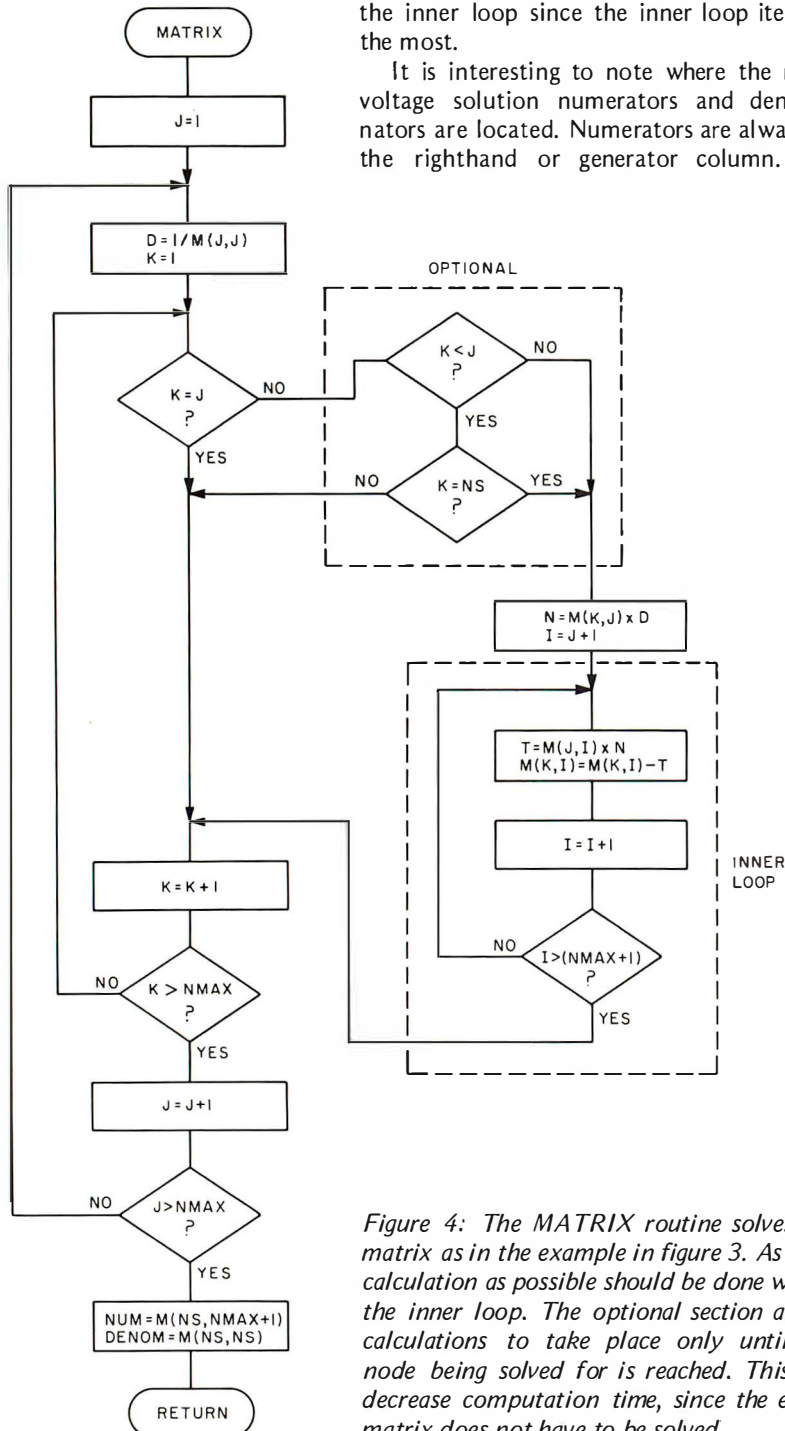 the inner loop since the inner loop ite
the most.
It is interesting to note where the
voltage solution numerators and den
nators are located. Numerators are alwa
the righthand or generator column.
MATRIX
J=1
D=1/M(J,J)
K=1
OPTIONAL
K=J
?
NO
YES
K<J
?
NO
YES
K=NS
?
NO
YES
N=M(K,J)xD
I=J+1
T=M(J,I)xN
M(K,I)=M(K,I)-T
I=I+1
INNER
LOOP
I>(NMAX+1)
?
NO
YES
K=K+1
K>NMAX
?
NO
YES
J=J+1
J>NMAX
?
NO
YES
NUM=M(NS,NMAX+1)
DENOM=M(NS,NS)
RETURN
Figure 4: The MATRIX routine solve
matrix as in the example in figure 3. As
calculation as possible should be done w
the inner loop. The optional section a
calculations to take place only until
node being solved for is reached. This
decrease computation time, since the e
matrix does not have to be solved.